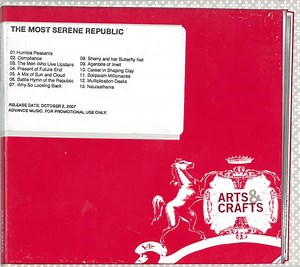 THE MOST SERENE REPUBLIC
01.Humble Peasants
02. Compliance
03. The Men Who Live Upstairs
04. Present of Future End
05. A Mix of Sun and Cloud
06. Battle Hymn of the Republic
07. Why So Looking Back
08. Sherry and her Butterfly Net
09. Agenbite of Inwit
10. Career in Shaping Clay
11. Solipsism Millionaires
12. Multiplication Desks
13. Neurasthenia
RELEASE DATE: OCTOBER 2, 2007
ADVANCE MUSIC. FOR PROMOTIONAL USE ONLY.
ARTS&
CRAFTS